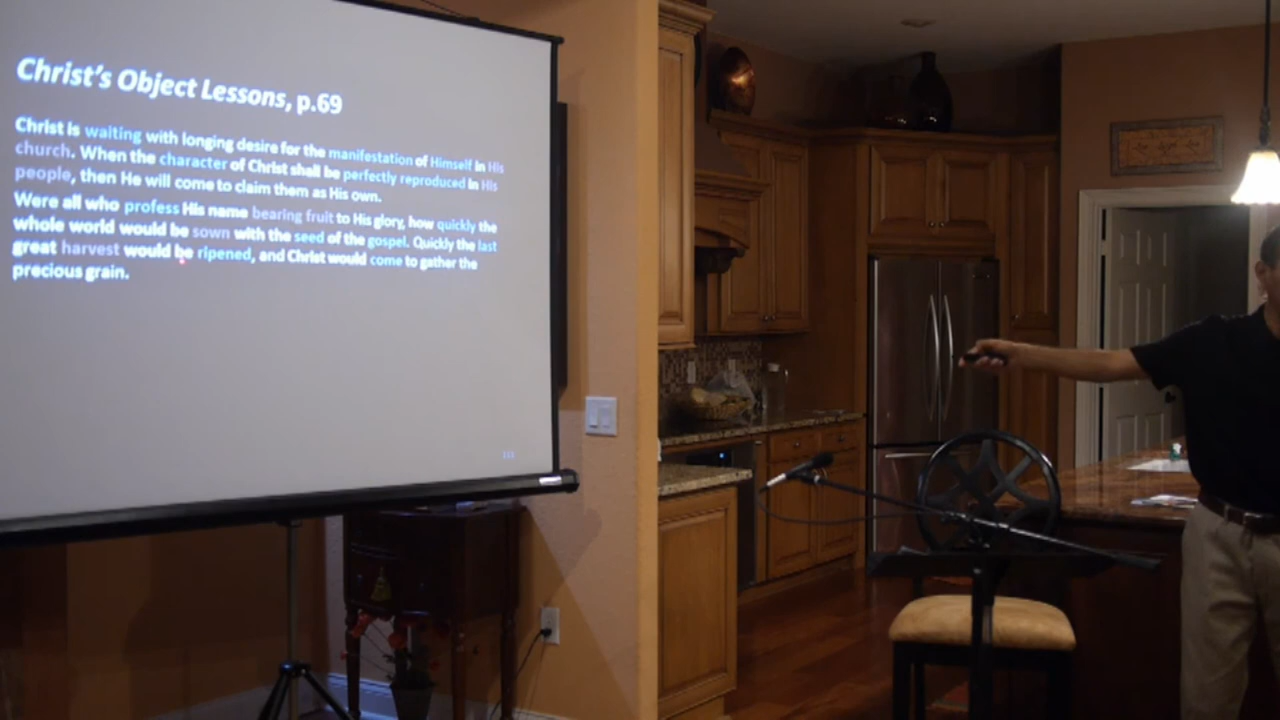 Christ's Object Lessons, p.69
Christ is waiting with longing desire for the manifestation of Himself in His
church. When the character of Christ shall be perfectly reproduced in His
people, then He will come to claim them as His own.
Were all who profess His name bearing fruit to His glory, how quickly the
whole world would be sown with the seed of the gospel. Quickly the last
great harvest would be ripened, and Christ would come to gather the
precious grain.